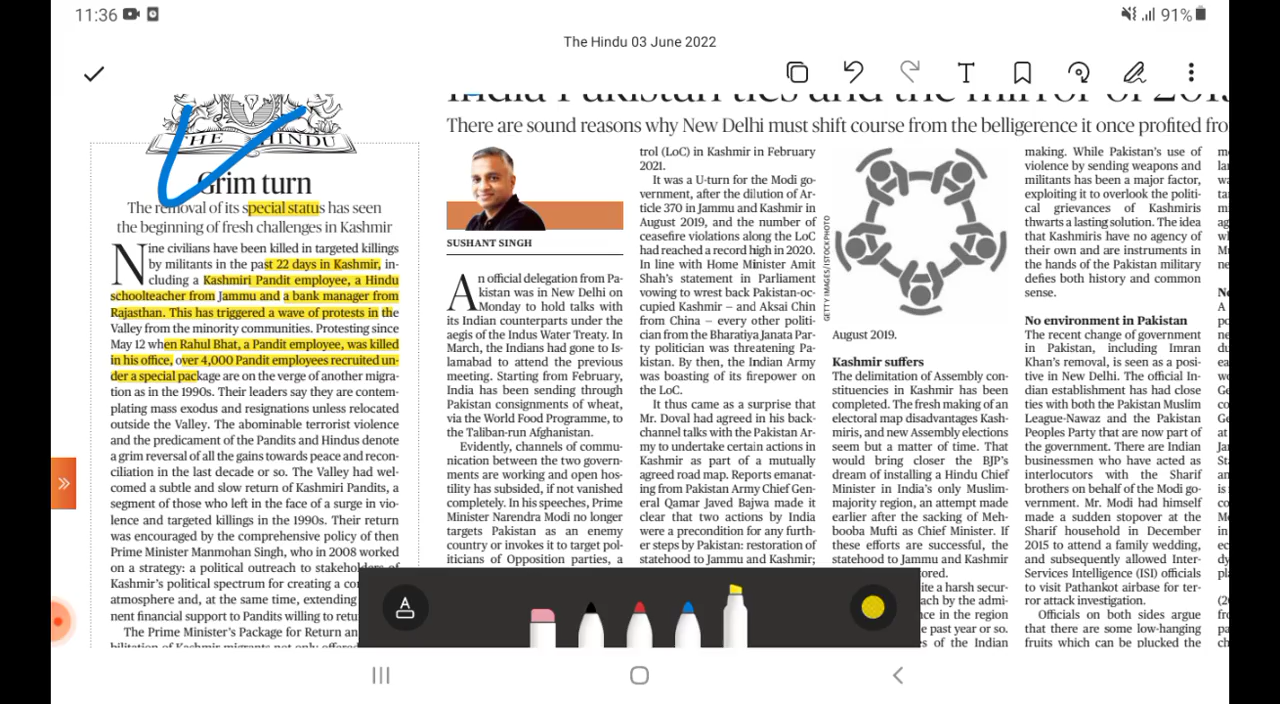 11:36
91%
The Hindu 03 June 2022
T
THE HINDU
Grim turn
The removal of its special status has seen
the beginning of fresh challenges in Kashmir
Nine civilians have been killed in targeted killings
by militants in the past 22 days in Kashmir, in-
cluding a Kashmiri Pandit employee, a Hindu
schoolteacher from Jammu and a bank manager from
Rajasthan. This has triggered a wave of protests in the
Valley from the minority communities. Protesting since
May 12 when Rahul Bhat, a Pandit employee, was killed
in his office, over 4,000 Pandit employees recruited un-
der a special package are on the verge of another migra-
tion as in the 1990s. Their leaders say they are contem-
plating mass exodus and resignations unless relocated
outside the Valley. The abominable terrorist violence
and the predicament of the Pandits and Hindus denote
a grim reversal of all the gains towards peace and recon-
ciliation in the last decade or so. The Valley had wel-
comed a subtle and slow return of Kashmiri Pandits, a
segment of those who left in the face of a surge in vio-
lence and targeted killings in the 1990s. Their return
was encouraged by the comprehensive policy of then
Prime Minister Manmohan Singh, who in 2008 worked
on a strategy: a political outreach to stakeholders of
Kashmir's political spectrum for creating a
atmosphere and, at the same time, extending
nent financial support to Pandits willing to
The Prime Minister's Package for Return
bilitation of Kashmir migrants not only offered
India Pakistan ties and the mirror of
There are sound reasons why New Delhi must shift course from the belligerence it once profited
SUSHANT SINGH
An official delegation from Pa-
kistan was in New Delhi on
Monday to hold talks with
its Indian counterparts under the
aegis of the Indus Water Treaty. In
March, the Indians had gone to Is-
lamabad to attend the previous
meeting. Starting from February,
India has been sending through
Pakistan consignments of wheat,
via the World Food Programme, to
the Taliban-run Afghanistan.
Evidently, channels of commu-
nication between the two govern-
ments are working and open hos-
tility has subsided, if not vanished
completely. In his speeches, Prime
Minister Narendra Modi no longer
targets Pakistan as an enemy
country or invokes it to target pol-
iticians of Opposition parties, a
trol (LoC) in Kashmir in February
2021.
It was a U-turn for the Modi go-
vernment, after the dilution of Ar-
ticle 370 in Jammu and Kashmir in
August 2019, and the number of
ceasefire violations along the LoC
had reached a record high in 2020.
In line with Home Minister Amit
Shah's statement in Parliament
vowing to wrest back Pakistan-oc-
cupied Kashmir – and Aksai Chin
from China – every other politi-
cian from the Bharatiya Janata Par-
ty politician was threatening Pa-
kistan. By then, the Indian Army
was boasting of its firepower on
the LoC.
It thus came as a surprise that
Mr. Doval had agreed in his back-
channel talks with the Pakistan Ar-
my to undertake certain actions in
Kashmir as part of a mutually
agreed road map. Reports emanat-
ing from Pakistan Army Chief Gen-
eral Qamar Javed Bajwa made it
clear that two actions by India
were a precondition for any furth-
er steps by Pakistan: restoration of
statehood to Jammu and Kashmir;
GETTY IMAGES/ISTOCKPHOTO
August 2019.
Kashmir suffers
The delimitation of Assembly con-
stituencies in Kashmir has been
completed. The fresh making of an
electoral map disadvantages Kash-
miris, and new Assembly elections
seem but a matter of time. That
would bring closer the BJP's
dream of installing a Hindu Chief
Minister in India's only Muslim-
majority region, an attempt made
earlier after the sacking of Meh-
booba Mufti as Chief Minister. If
these efforts are successful, the
statehood to Jammu and Kashmir
a harsh secur-
by the admi-
in the region
past year or so.
of the Indian
making. While Pakistan's use of
violence by sending weapons and
militants has been a major factor,
exploiting it to overlook the politi-
cal grievances of Kashmiris
thwarts a lasting solution. The idea
that Kashmiris have no agency of
their own and are instruments in
the hands of the Pakistan military
defies both history and common
sense.
No environment in Pakistan
The recent change of government
in Pakistan, including Imran
Khan's removal, is seen as a posi-
tive in New Delhi. The official In-
dian establishment has had close
ties with both the Pakistan Muslim
League-Nawaz and the Pakistan
Peoples Party that are now part of
the government. There are Indian
businessmen who have acted as
interlocutors with the Sharif
brothers on behalf of the Modi go-
vernment. Mr. Modi had himself
made a sudden stopover at the
Sharif household in December
2015 to attend a family wedding,
and subsequently allowed Inter-
Services Intelligence (ISI) officials
to visit Pathankot airbase for ter-
ror attack investigation.
Officials on both sides argue
that there are some low-hanging
fruits which can be plucked the